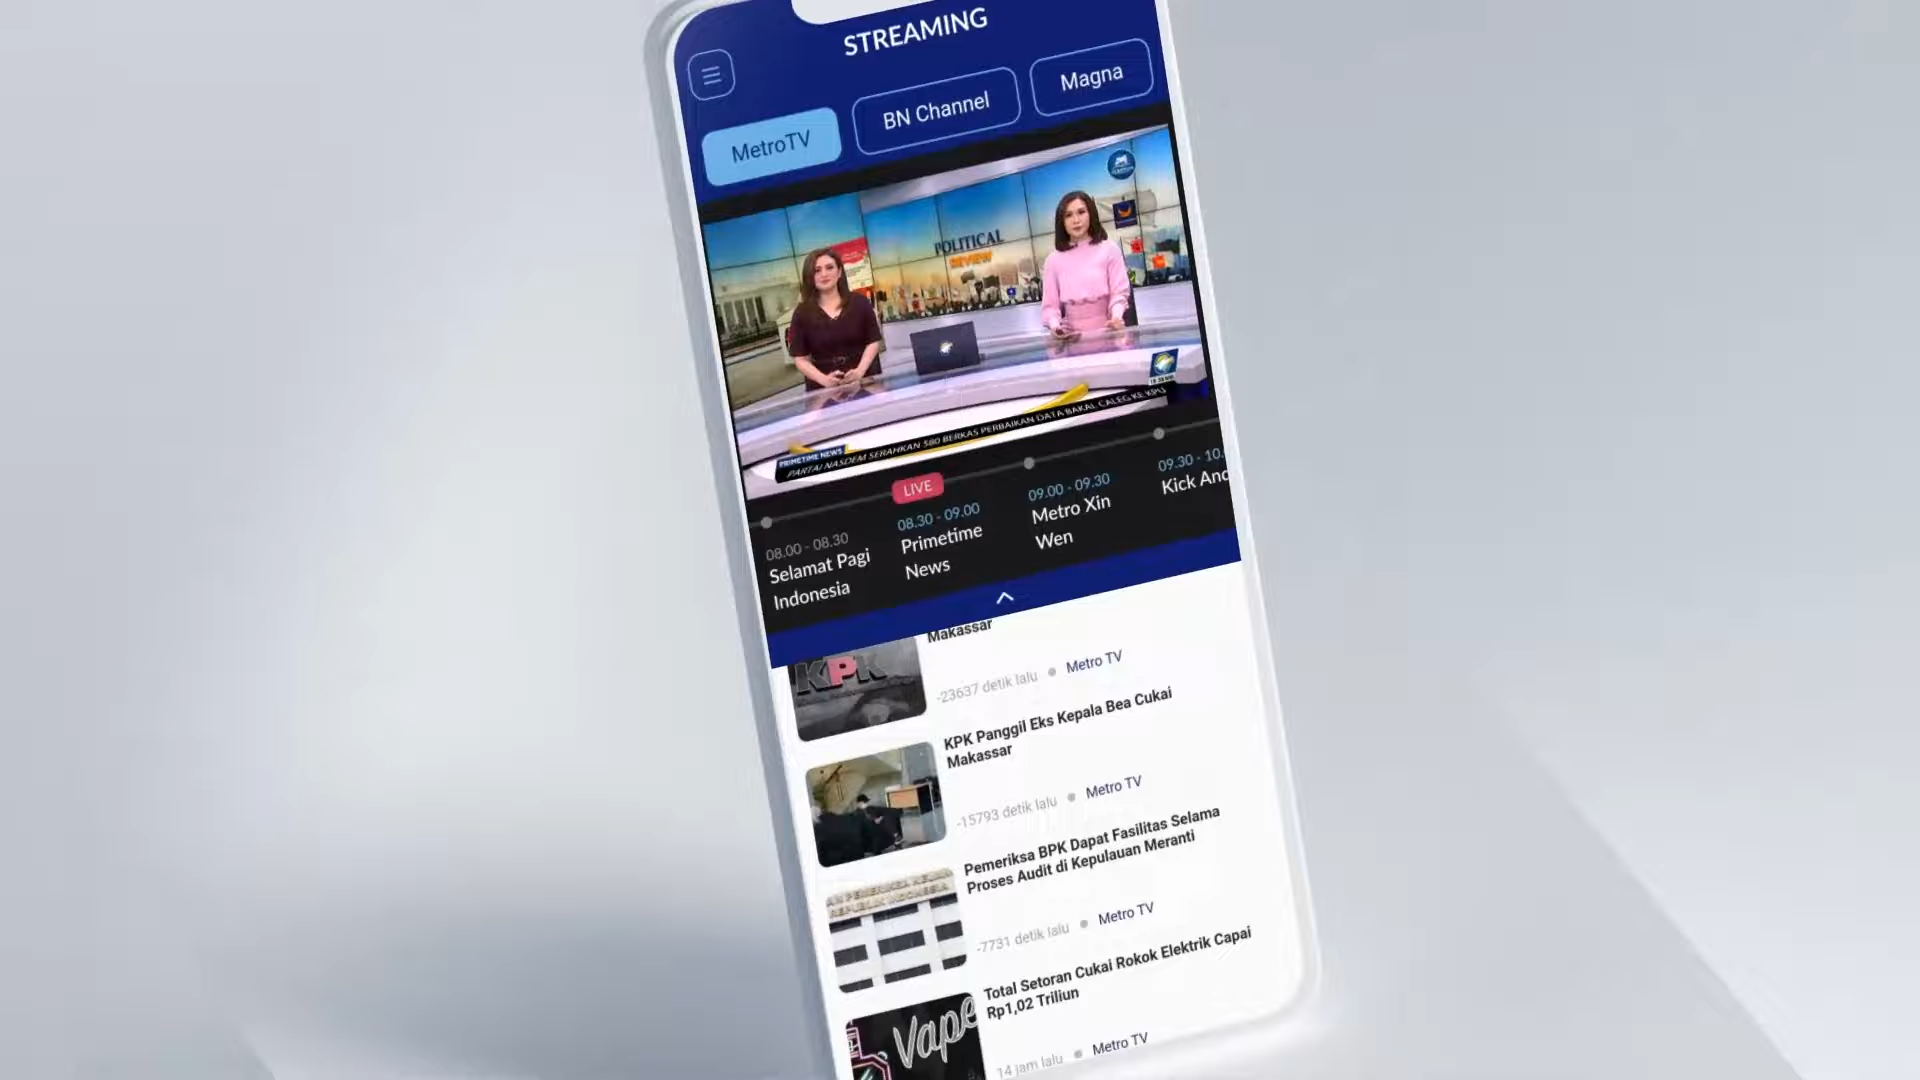 STREAMING
MetroTV
BN Channel
Magna
POLITICAL
REVIEW
PRIMETIME NEWS
PARTAI NASDEM SERAHKAN 580 BERKAS PERBAIKAN DATA BAKAL CALEG KE KPU
LIVE
08.00 - 08.30
Selamat Pagi
Indonesia
08.30 - 09.00
Primetime
News
09.00 - 09.30
Metro Xin
Wen
09.30 - 10.
Kick And
Makassar
KPK
-23637 detik lalu
Metro TV
KPK Panggil Eks Kepala Bea Cukai
Makassar
-15793 detik lalu
Metro TV
Pemeriksa BPK Dapat Fasilitas Selama
Proses Audit di Kepulauan Meranti
REPUBLIK INDONESIA
-7731 detik lalu
Metro TV
Total Setoran Cukai Rokok Elektrik Capai
Rp1,02 Triliun
Vape
14 jam lalu
Metro TV